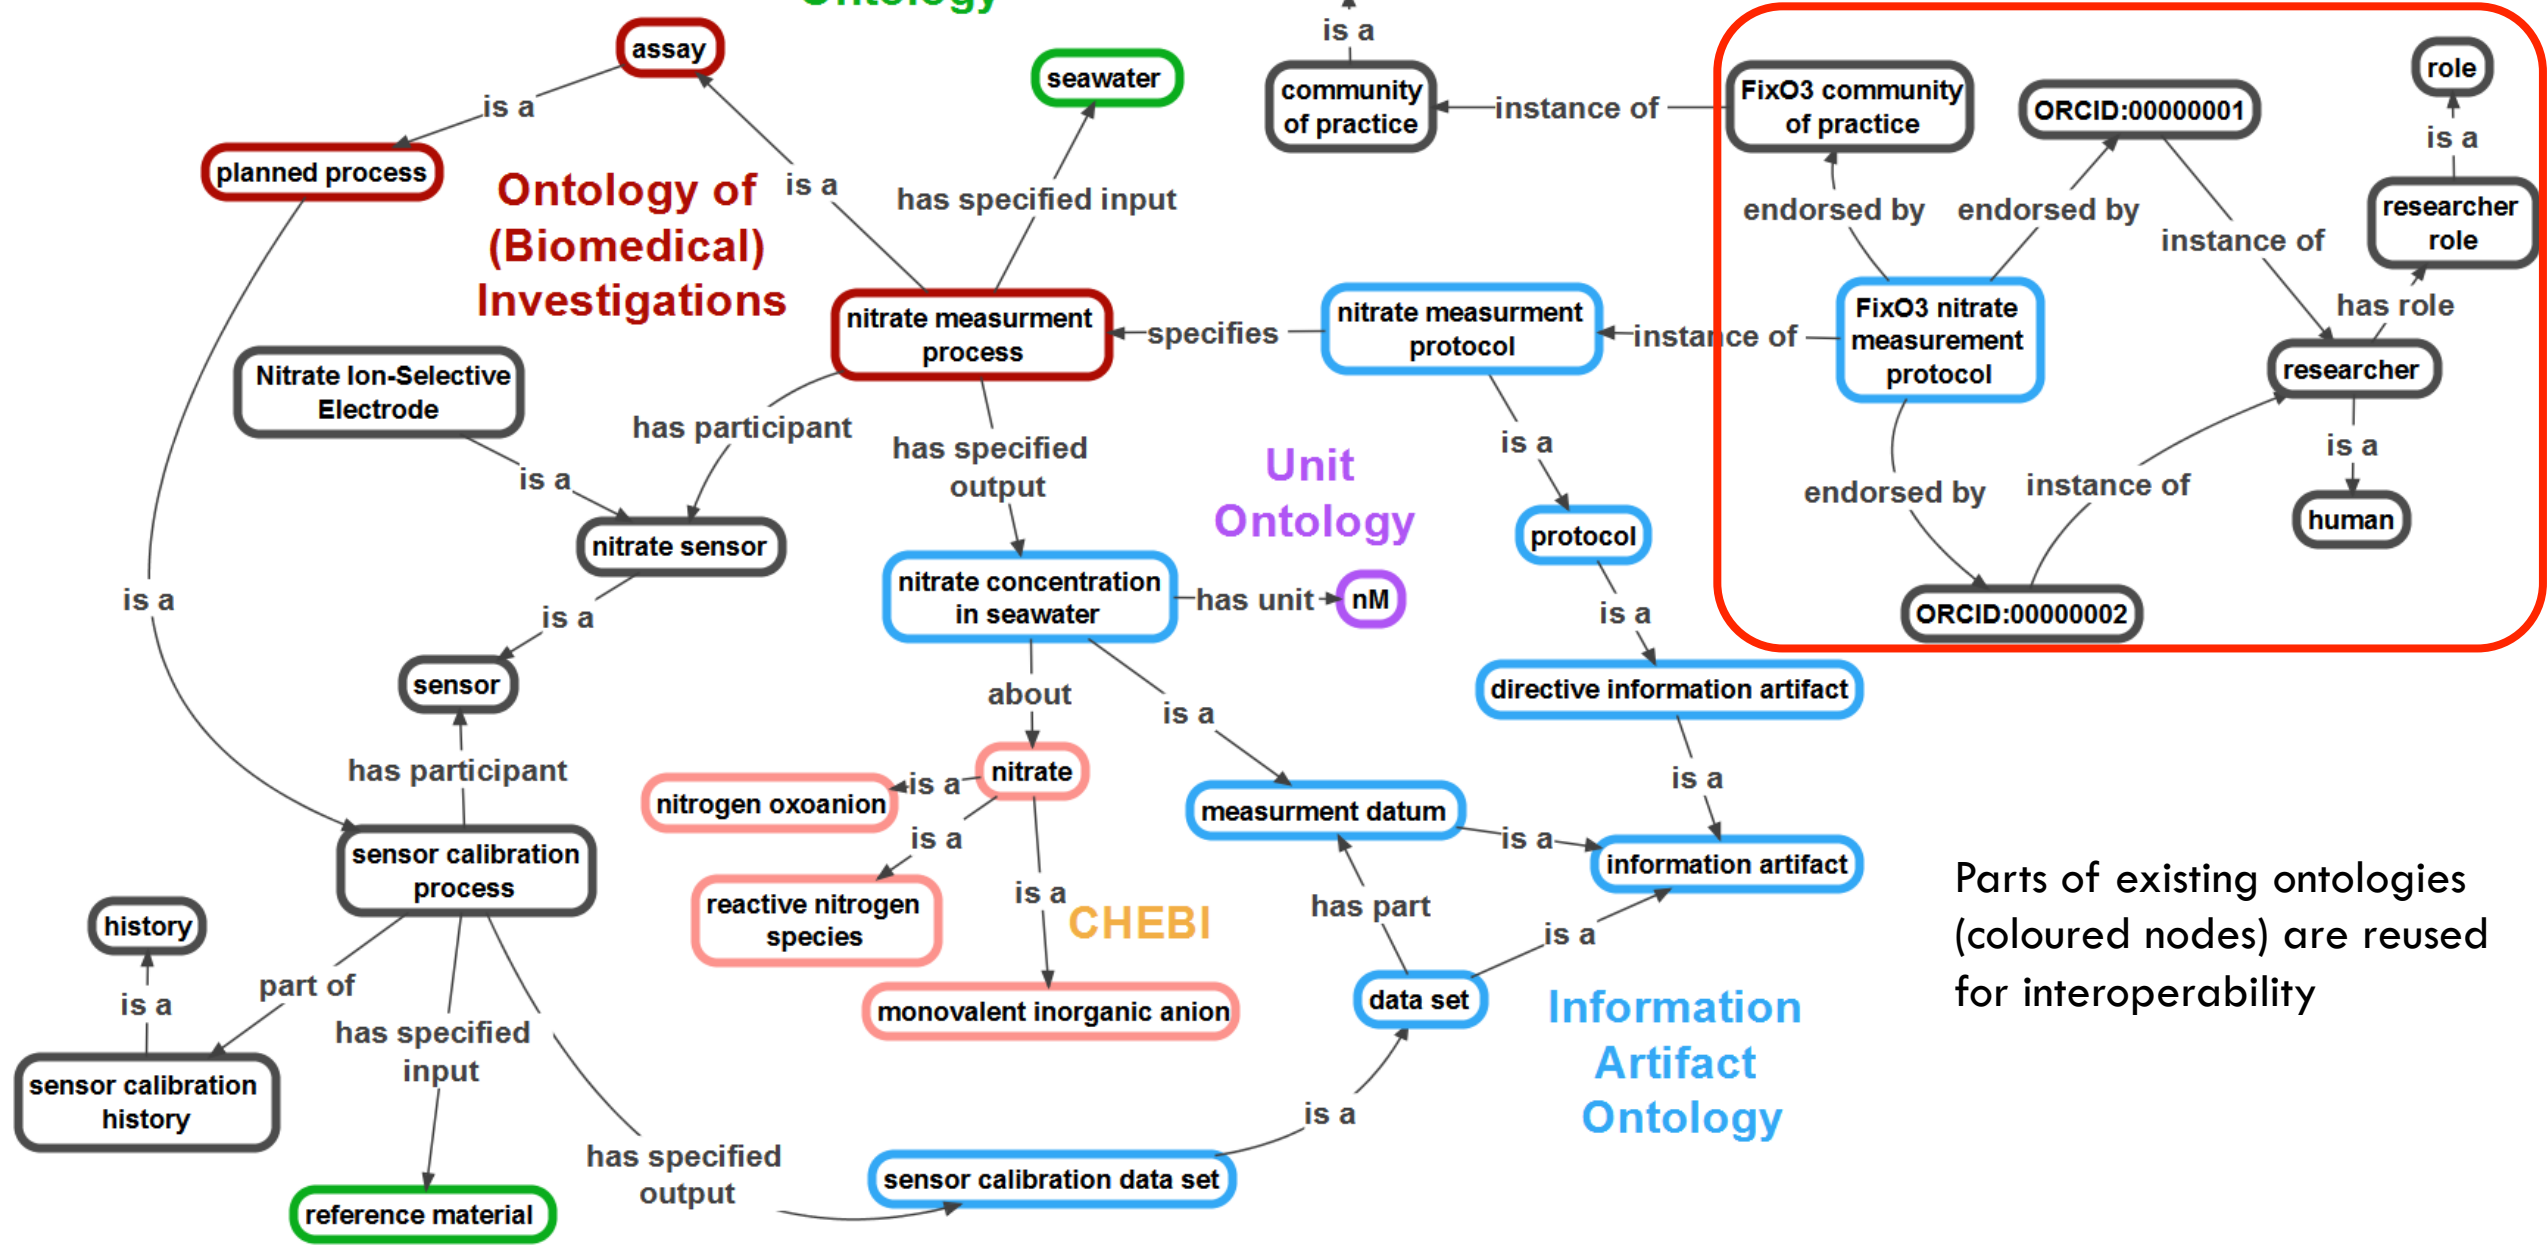 Ontology
is a
assay
seawater
is a
community
of practice
instance of
FixO3 community
of practice
ORCID:00000001
role
is a
planned process
Ontology of
(Biomedical)
Investigations
is a
has specified input
endorsed by
endorsed by
instance of
researcher
role
has role
nitrate measurment
process
specifies
nitrate measurment
protocol
instance of
FixO3 nitrate
measurement
protocol
researcher
Nitrate Ion-Selective
Electrode
has participant
has specified
output
is a
Unit
Ontology
is a
endorsed by
instance of
is a
human
nitrate sensor
protocol
is a
is a
nitrate concentration
in seawater
has unit
nM
is a
ORCID:00000002
sensor
about
is a
directive information artifact
has participant
nitrogen oxoanion
is a
nitrate
is a
measurment datum
is a
is a
information artifact
sensor calibration
process
reactive nitrogen
species
is a
CHEBI
has part
is a
Parts of existing ontologies
(coloured nodes) are reused
for interoperability
history
is a
part of
has specified
input
monovalent inorganic anion
data set
Information
Artifact
Ontology
sensor calibration
history
has specified
output
is a
sensor calibration data set
reference material